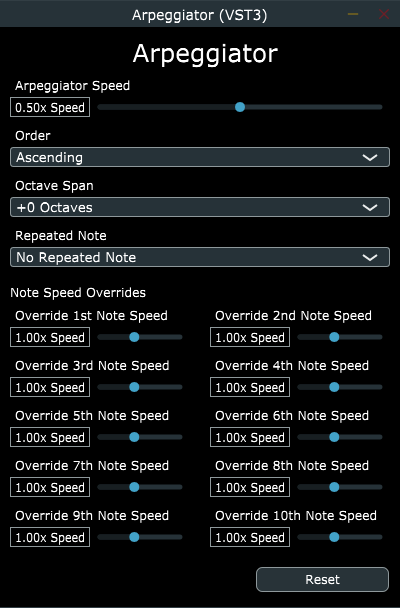 Arpeggiator (VST3)
Arpeggiator
Arpeggiator Speed
0.50x Speed
Order
Ascending
Octave Span
+0 Octaves
Repeated Note
No Repeated Note
Note Speed Overrides
Override 1st Note Speed
Override 2nd Note Speed
1.00x Speed
1.00x Speed
Override 3rd Note Speed
Override 4th Note Speed
1.00x Speed
1.00x Speed
Override 5th Note Speed
Override 6th Note Speed
1.00x Speed
1.00x Speed
Override 7th Note Speed
Override 8th Note Speed
1.00x Speed
1.00x Speed
Override 9th Note Speed
Override 10th Note Speed
1.00x Speed
1.00x Speed
Reset